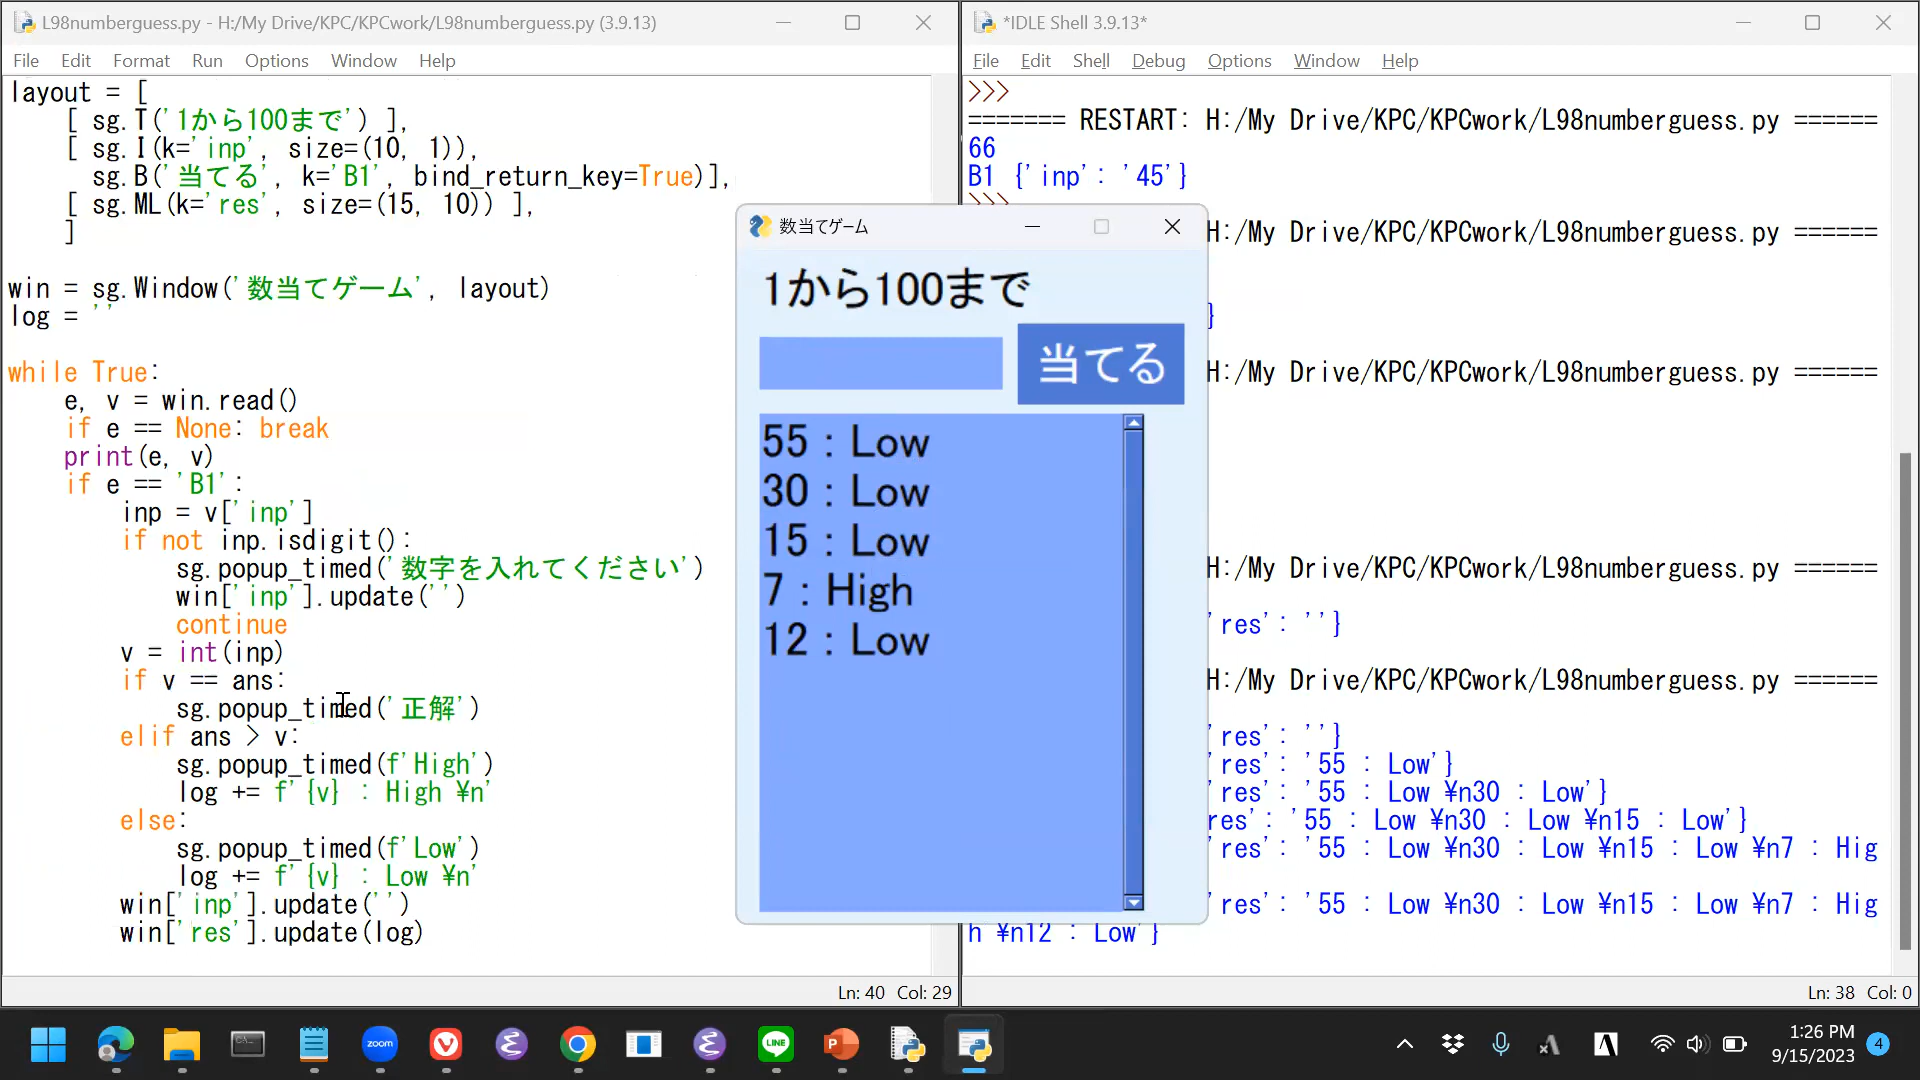 L98numberguess.py - H:/My Drive/KPC/KPCwork/L98numberguess.py (3.9.13)
File Edit Format Run Options Window Help
layout = [
[ sg.T('1から100まで') ],
[ sg.I(k='inp', size=(10, 1)),
sg.B('当てる', k='B1', bind_return_key=True)],
[ sg.ML(k='res', size=(15, 10)) ],
]
win = sg.Window('数当てゲーム', layout)
log = ''
while True:
e, v = win.read()
if e == None: break
print(e, v)
if e == 'B1':
inp = v['inp']
if not inp.isdigit():
sg.popup_timed('数字を入れてください')
win['inp'].update('')
continue
v = int(inp)
if v == ans:
sg.popup_timed('正解')
elif ans > v:
sg.popup_timed(f'High')
log += f'{v} : High ¥n'
else:
sg.popup_timed(f'Low')
log += f'{v} : Low ¥n'
win['inp'].update('')
win['res'].update(log)
Ln: 40 Col: 29
*IDLE Shell 3.9.13*
File Edit Shell Debug Options Window Help
>>>
======= RESTART: H:/My Drive/KPC/KPCwork/L98numberguess.py ======
66
B1 {'inp': '45'}
>>>
H:/My Drive/KPC/KPCwork/L98numberguess.py ======
}
H:/My Drive/KPC/KPCwork/L98numberguess.py ======
H:/My Drive/KPC/KPCwork/L98numberguess.py ======
'res': ''}
H:/My Drive/KPC/KPCwork/L98numberguess.py ======
'res': ''}
'res': '55 : Low'}
'res': '55 : Low ¥n30 : Low'}
res': '55 : Low ¥n30 : Low ¥n15 : Low'}
'res': '55 : Low ¥n30 : Low ¥n15 : Low ¥n7 : Hig
'res': '55 : Low ¥n30 : Low ¥n15 : Low ¥n7 : Hig
h ¥n12 : Low'}
Ln: 38 Col: 0
数当てゲーム
1から100まで
当てる
55 : Low
30 : Low
15 : Low
7 : High
12 : Low
zoom
LINE
P
A
A
1:26 PM
9/15/2023
4